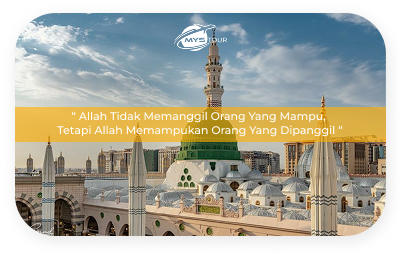 MYS TOUR
" Allah Tidak Memanggil Orang Yang Mampu,
Tetapi Allah Memampukan Orang Yang Dipanggil "